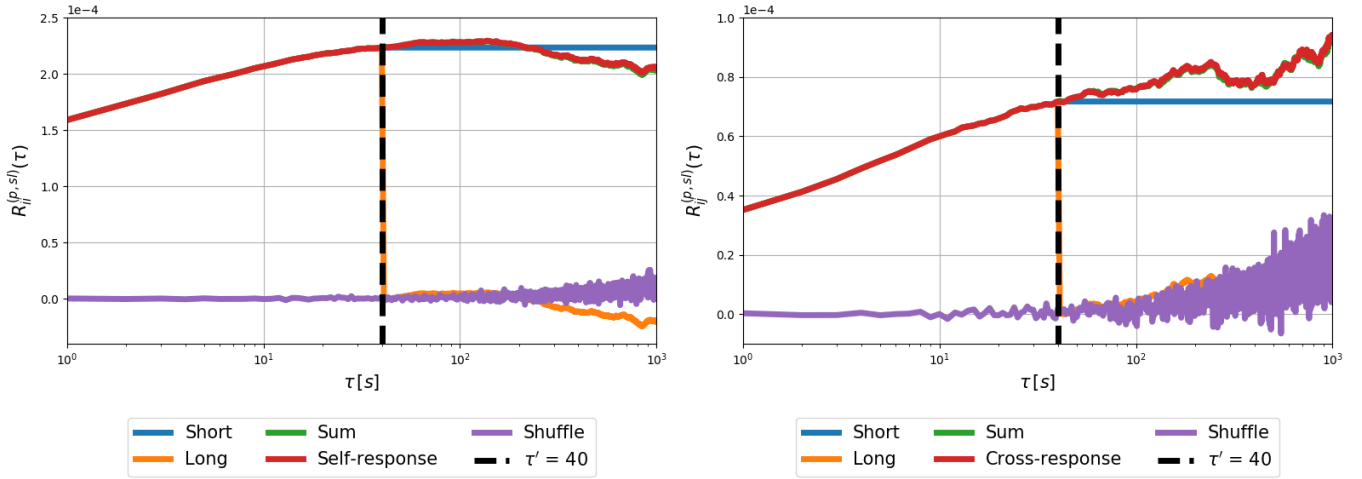 1e−4
2.5
2.0
1.5
1.0
0.5
0.0
R_{ii}^{(p,sl)}(τ)
10^0
10^1
10^2
10^3
τ [s]
Short
Sum
Shuffle
Long
Self-response
τ′ = 40
1e−4
1.0
0.8
0.6
0.4
0.2
0.0
R_{ij}^{(p,sl)}(τ)
10^0
10^1
10^2
10^3
τ [s]
Short
Sum
Shuffle
Long
Cross-response
τ′ = 40